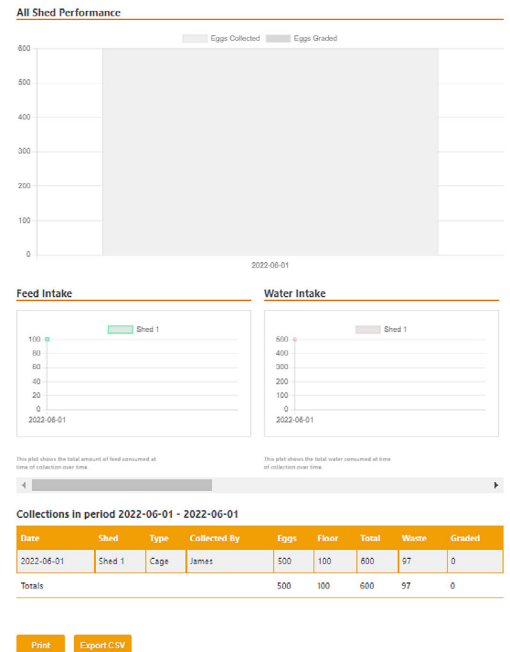 All Shed Performance
Eggs Collected Eggs Graded
600
500
400
300
200
100
0
2022-06-01
Feed Intake Water Intake
Shed 1
100
80
60
40
20
0
2022-06-01
Shed 1
500
400
300
200
100
0
2022-06-01
This plot shows the total amount of feed consumed at
time of collection over time.
This plot shows the total water consumed at time
of collection over time.
Collections in period 2022-06-01 - 2022-06-01
Date Shed Type Collected By Eggs Floor Total Waste Graded
2022-06-01 Shed 1 Cage James 500 100 600 97 0
Totals 500 100 600 97 0
Print Export CSV